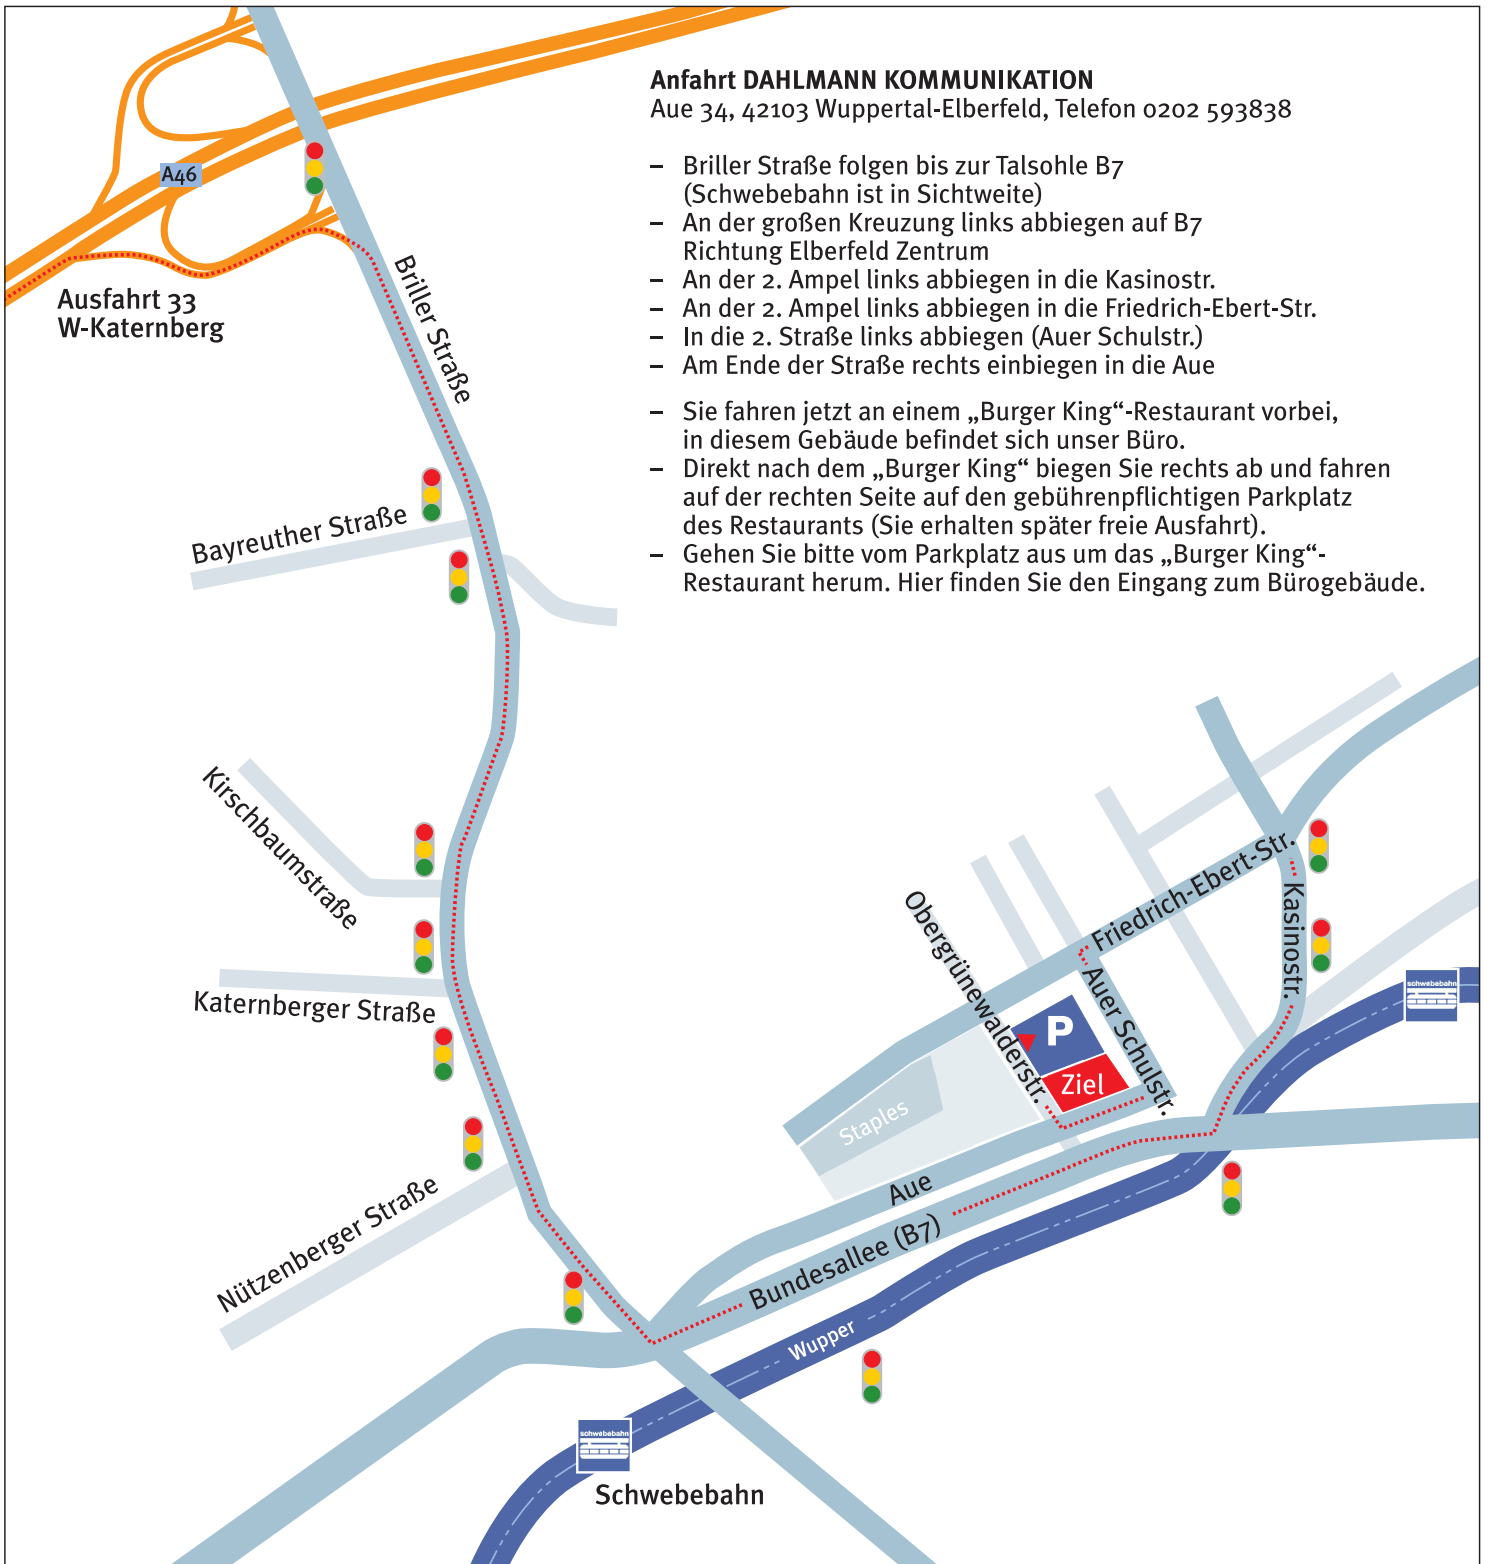 Anfahrt DAHLMANN KOMMUNIKATION
Aue 34, 42103 Wuppertal-Elberfeld, Telefon 0202 593838
– Briller Straße folgen bis zur Talsohle B7
(Schwebebahn ist in Sichtweite)
– An der großen Kreuzung links abbiegen auf B7
Richtung Elberfeld Zentrum
– An der 2. Ampel links abbiegen in die Kasinostr.
– An der 2. Ampel links abbiegen in die Friedrich-Ebert-Str.
– In die 2. Straße links abbiegen (Auer Schulstr.)
– Am Ende der Straße rechts einbiegen in die Aue
– Sie fahren jetzt an einem „Burger King“-Restaurant vorbei,
in diesem Gebäude befindet sich unser Büro.
– Direkt nach dem „Burger King“ biegen Sie rechts ab und fahren
auf der rechten Seite auf den gebührenpflichtigen Parkplatz
des Restaurants (Sie erhalten später freie Ausfahrt).
– Gehen Sie bitte vom Parkplatz aus um das „Burger King“-
Restaurant herum. Hier finden Sie den Eingang zum Bürogebäude.
A46
Ausfahrt 33
W-Katernberg
Briller Straße
Bayreuther Straße
Kirschbaumstraße
Katernberger Straße
Nützenberger Straße
Friedrich-Ebert-Str.
Kasinostr.
Obergrünewalderstr.
Auer Schulstr.
P
Ziel
Staples
Aue
Bundesallee (B7)
Wupper
schwebebahn
schwebebahn
Schwebebahn